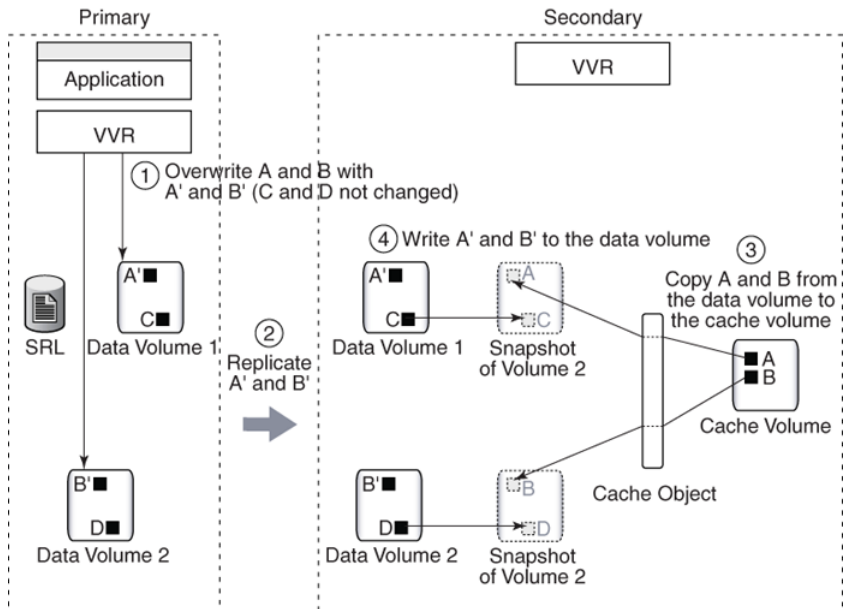 Primary
Secondary
Application
VVR
VVR
1 Overwrite A and B with
A' and B' (C and D not changed)
4 Write A' and B' to the data volume
3
Copy A and B from
the data volume to
the cache volume
A'
C
SRL
Data Volume 1
2
Replicate
A' and B'
A'
C
Data Volume 1
A
C
Snapshot
of Volume 2
A
B
Cache Volume
Cache Object
B'
D
Data Volume 2
B'
D
Data Volume 2
B
D
Snapshot
of Volume 2